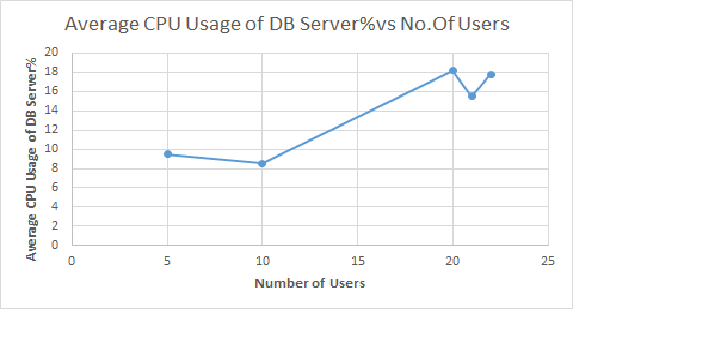 Average CPU Usage of DB Server%vs No.Of Users
Average CPU Usage of DB Server%
20
18
16
14
12
10
8
6
4
2
0
0 5 10 15 20 25
Number of Users